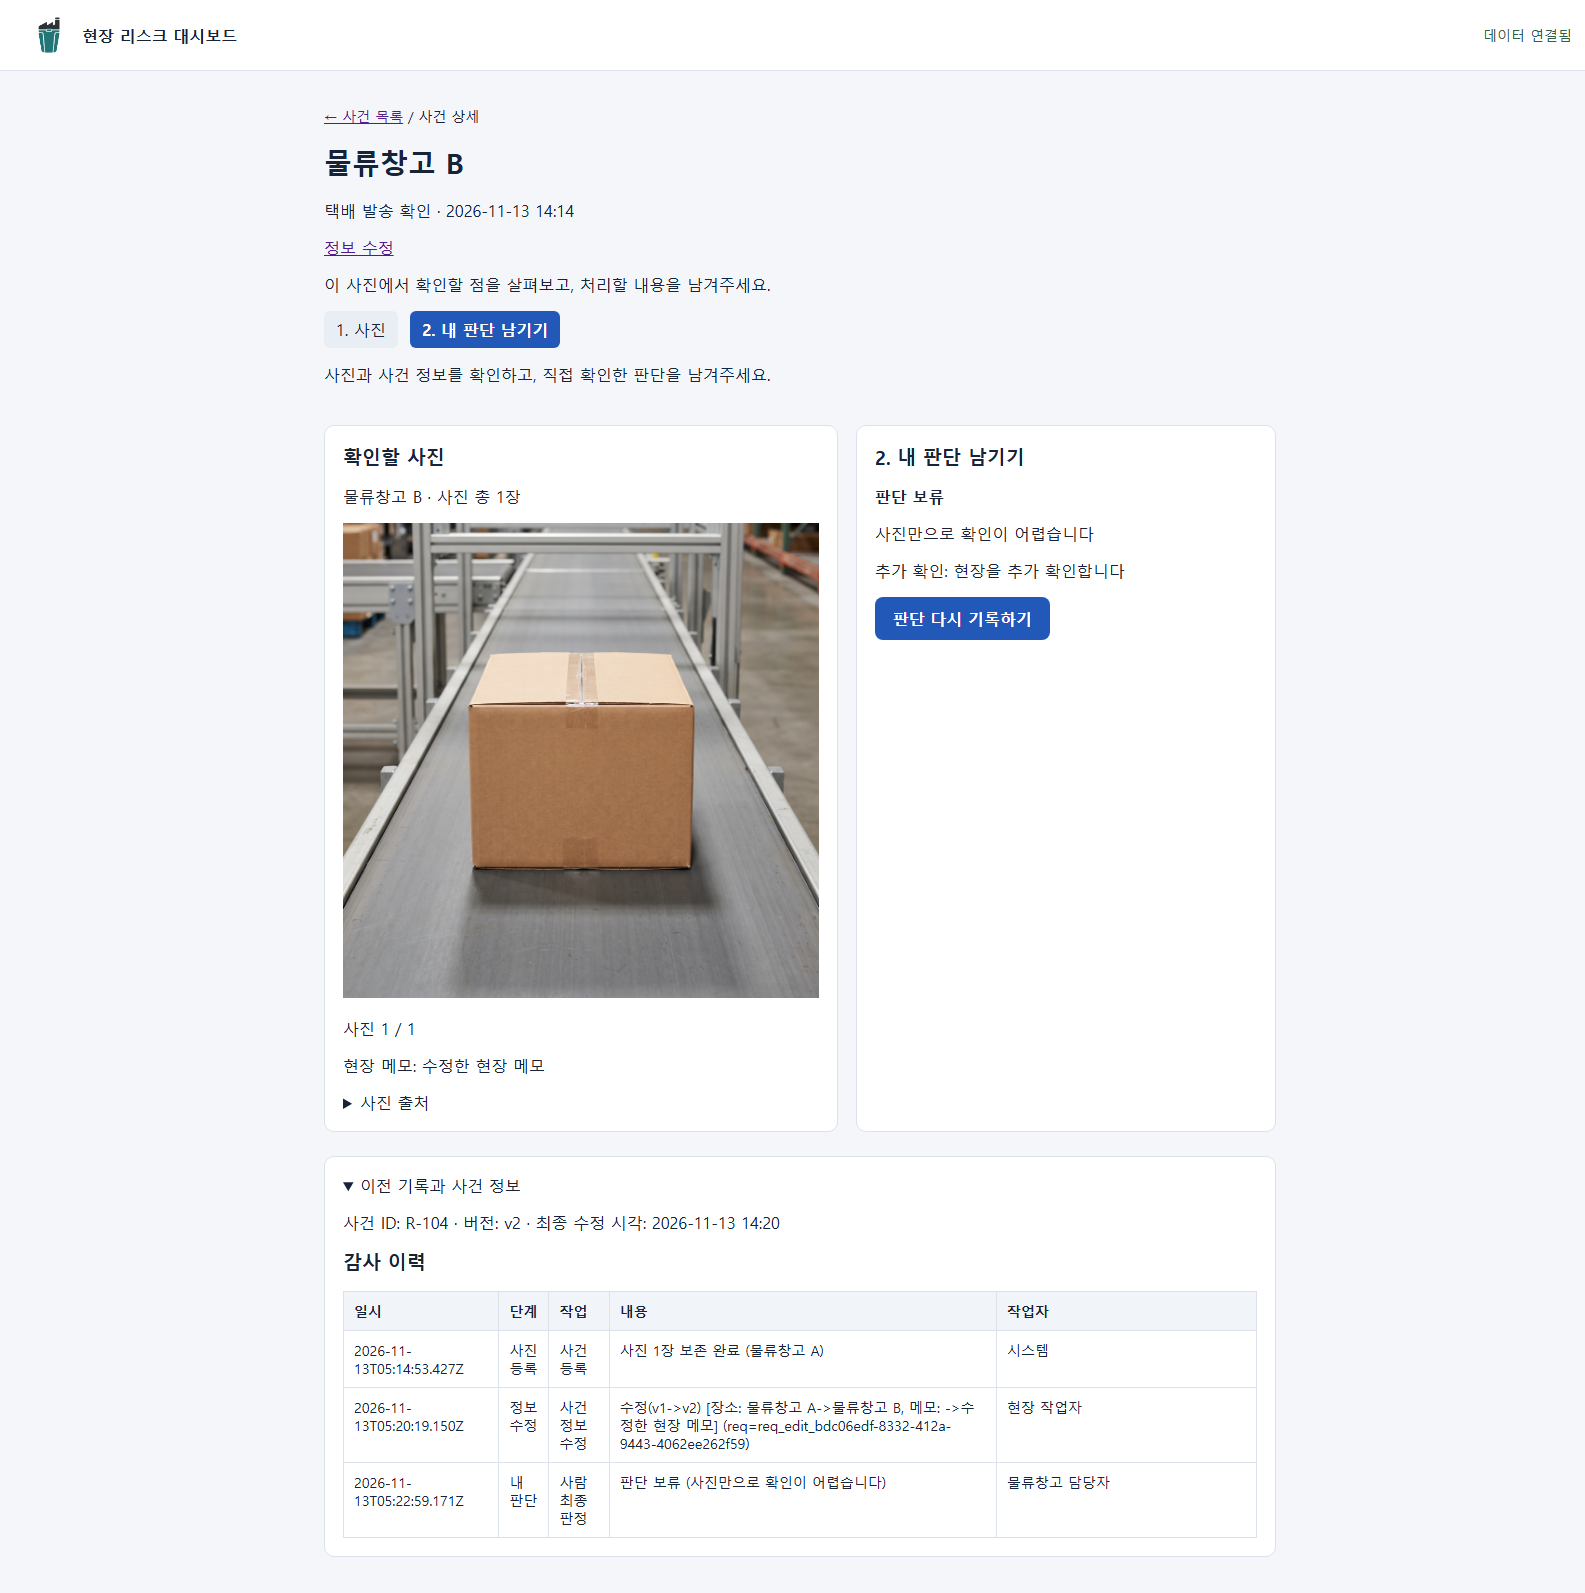 현장 리스크 대시보드
데이터 연결됨
← 사건 목록 / 사건 상세
물류창고 B
택배 발송 확인 · 2026-11-13 14:14
정보 수정
이 사진에서 확인할 점을 살펴보고, 처리할 내용을 남겨주세요.
1. 사진
2. 내 판단 남기기
사진과 사건 정보를 확인하고, 직접 확인한 판단을 남겨주세요.
확인할 사진
물류창고 B · 사진 총 1장
사진 1 / 1
현장 메모: 수정한 현장 메모
▶ 사진 출처
2. 내 판단 남기기
판단 보류
사진만으로 확인이 어렵습니다
추가 확인: 현장을 추가 확인합니다
판단 다시 기록하기
▼ 이전 기록과 사건 정보
사건 ID: R-104 · 버전: v2 · 최종 수정 시각: 2026-11-13 14:20
감사 이력
일시 단계 작업 내용 작업자
2026-11-
13T05:14:53.427Z
사진
등록
사건
등록
사진 1장 보존 완료 (물류창고 A)
시스템
2026-11-
13T05:20:19.150Z
정보
수정
사건
정보
수정
수정(v1->v2) [장소: 물류창고 A->물류창고 B, 메모: ->수
정한 현장 메모] (req=req_edit_bdc06edf-8332-412a-
9443-4062ee262f59)
현장 작업자
2026-11-
13T05:22:59.171Z
내
판단
사람
최종
판정
판단 보류 (사진만으로 확인이 어렵습니다)
물류창고 담당자